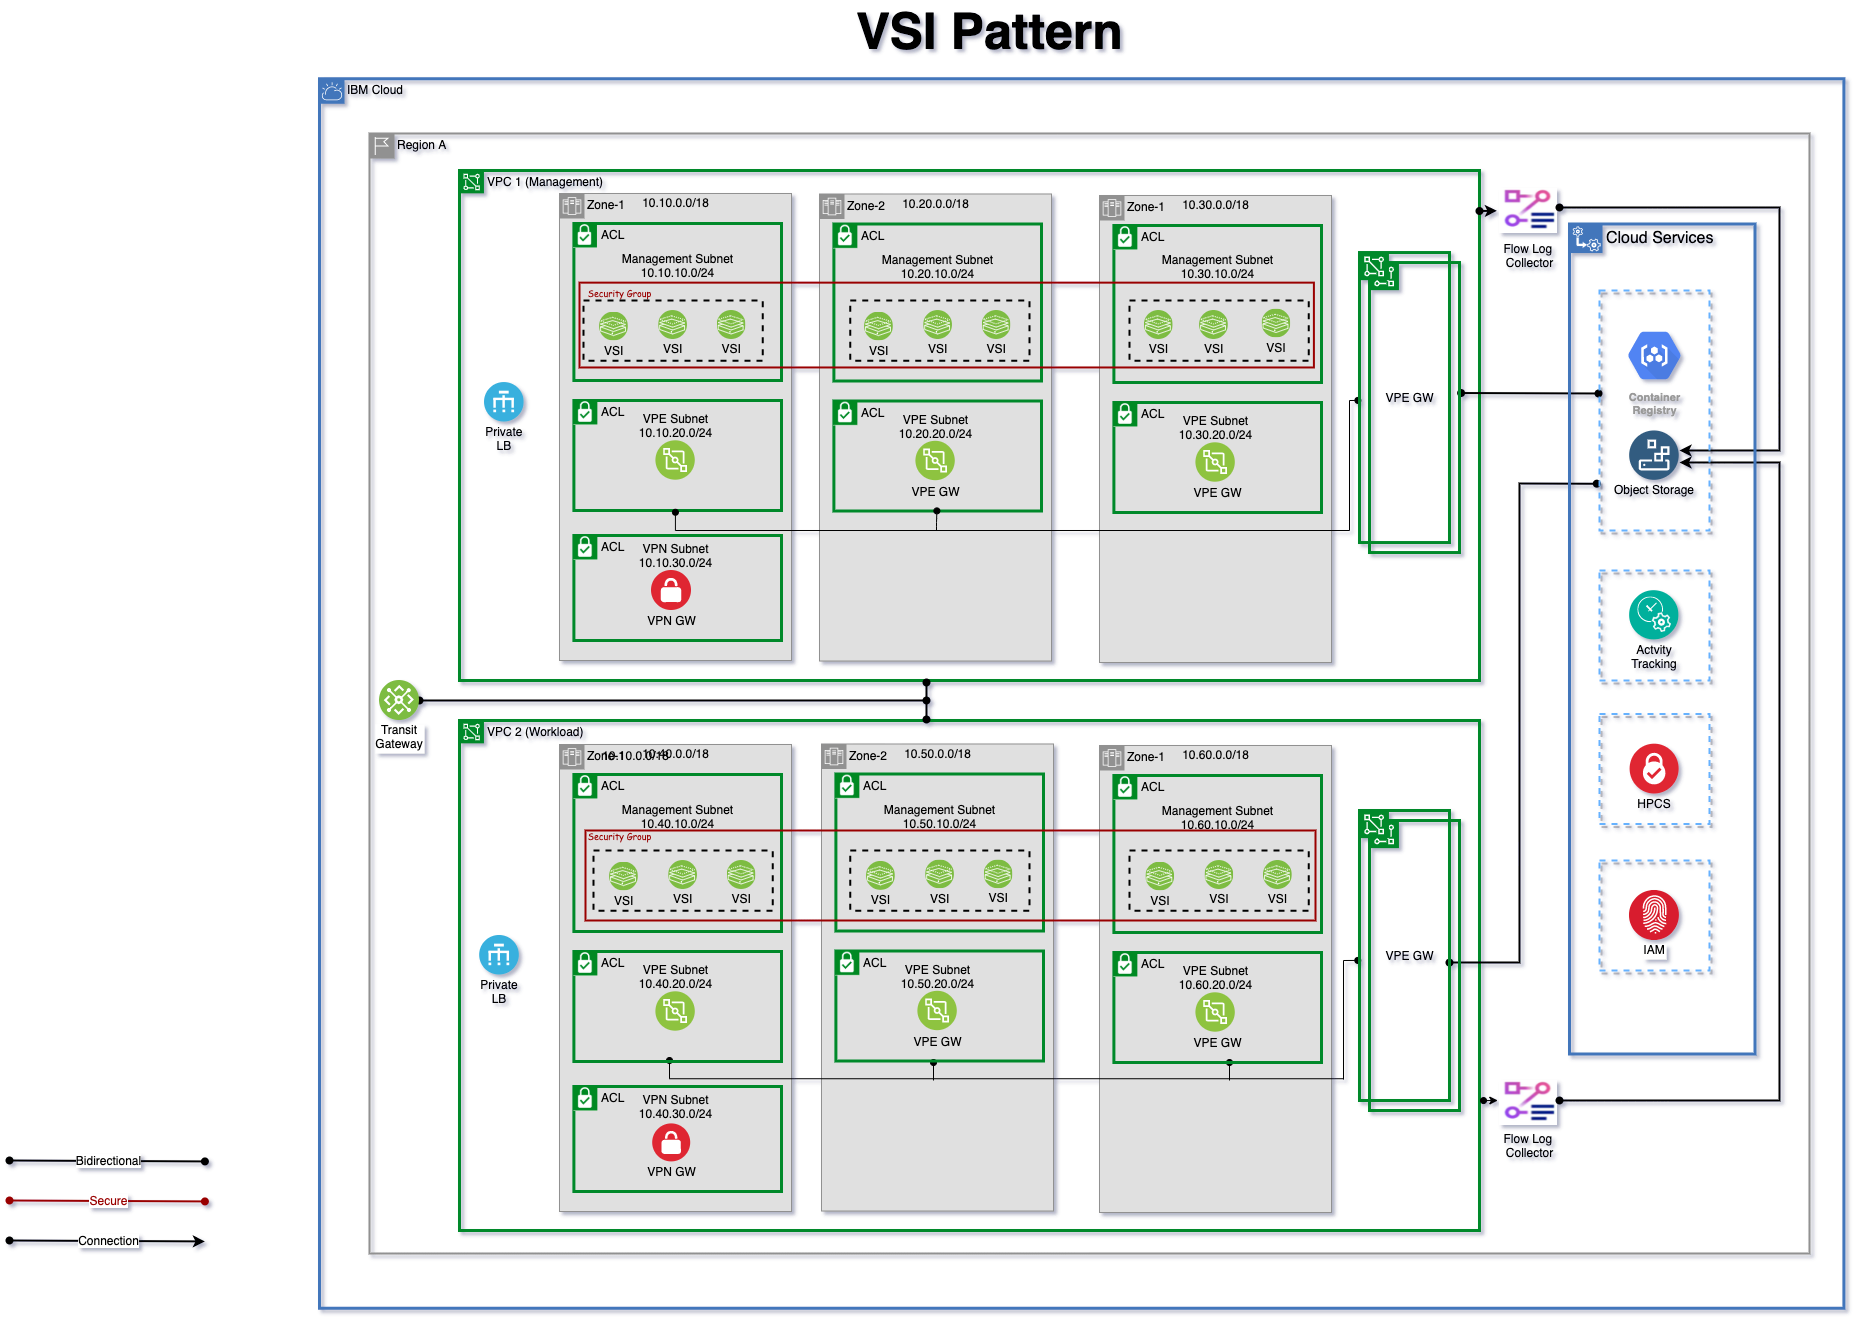 VSI Pattern
IBM Cloud
Region A
VPC 1 (Management)
Zone-1
10.10.0.0/18
ACL
Management Subnet
10.10.10.0/24
Security Group
VSI
VSI
VSI
ACL
VPE Subnet
10.10.20.0/24
ACL
VPN Subnet
10.10.30.0/24
VPN GW
Zone-2
10.20.0.0/18
ACL
Management Subnet
10.20.10.0/24
VSI
VSI
VSI
ACL
VPE Subnet
10.20.20.0/24
VPE GW
Zone-1
10.30.0.0/18
ACL
Management Subnet
10.30.10.0/24
VSI
VSI
VSI
ACL
VPE Subnet
10.30.20.0/24
VPE GW
Private
LB
VPE GW
Flow Log
Collector
Cloud Services
Container
Registry
Object Storage
Actvity
Tracking
HPCS
IAM
Transit
Gateway
VPC 2 (Workload)
Zone-1
10.10.0.0/18
10.40.0.0/18
ACL
Management Subnet
10.40.10.0/24
Security Group
VSI
VSI
VSI
ACL
VPE Subnet
10.40.20.0/24
ACL
VPN Subnet
10.40.30.0/24
VPN GW
Zone-2
10.50.0.0/18
ACL
Management Subnet
10.50.10.0/24
VSI
VSI
VSI
ACL
VPE Subnet
10.50.20.0/24
VPE GW
Zone-1
10.60.0.0/18
ACL
Management Subnet
10.60.10.0/24
VSI
VSI
VSI
ACL
VPE Subnet
10.60.20.0/24
VPE GW
Private
LB
VPE GW
Flow Log
Collector
Bidirectional
Secure
Connection